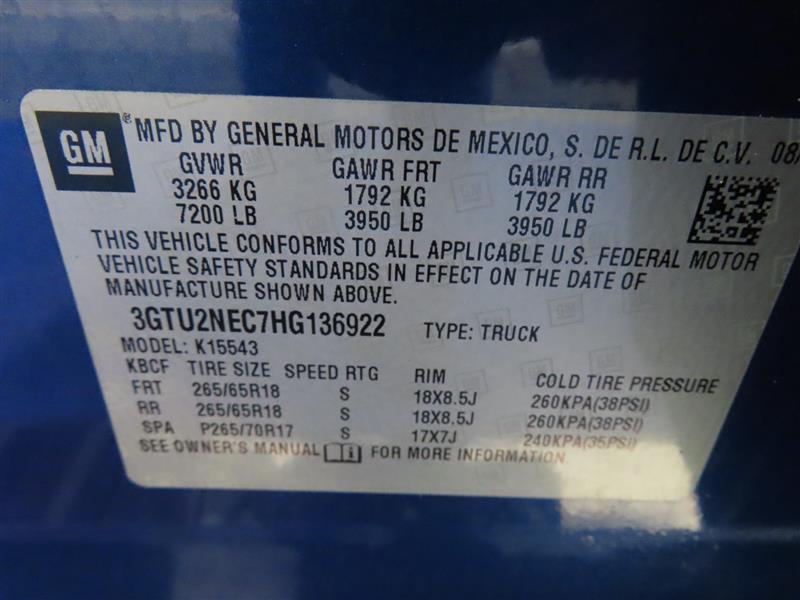 GM® MFD BY GENERAL MOTORS DE MEXICO, S. DE R.L. DE C.V. 08/
GVWR GAWR FRT GAWR RR
3266 KG 1792 KG 1792 KG
7200 LB 3950 LB 3950 LB
THIS VEHICLE CONFORMS TO ALL APPLICABLE U.S. FEDERAL MOTOR
VEHICLE SAFETY STANDARDS IN EFFECT ON THE DATE OF
MANUFACTURE SHOWN ABOVE.
3GTU2NEC7HG136922 TYPE: TRUCK
MODEL: K15543
KBCF TIRE SIZE SPEED RTG RIM COLD TIRE PRESSURE
FRT 265/65R18 S 18X8.5J 260KPA(38PSI)
RR 265/65R18 S 18X8.5J 260KPA(38PSI)
SPA P265/70R17 S 17X7J 240KPA(35PSI)
SEE OWNER'S MANUAL FOR MORE INFORMATION.